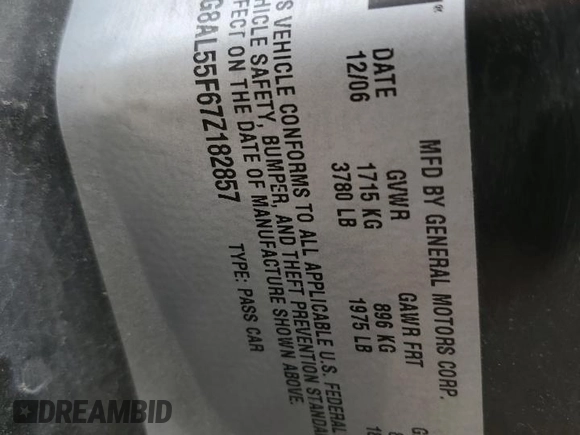 MFD BY GENERAL MOTORS CORP.
DATE GVWR GAWR FRT
12/06 1715 KG 896 KG
3780 LB 1975 LB
VEHICLE CONFORMS TO ALL APPLICABLE U.S. FEDERAL
VEHICLE SAFETY, BUMPER, AND THEFT PREVENTION
ON THE DATE OF MANUFACTURE SHOWN ABOVE.
G8AL55F67Z182857 TYPE: PASS CAR
DREAMBID